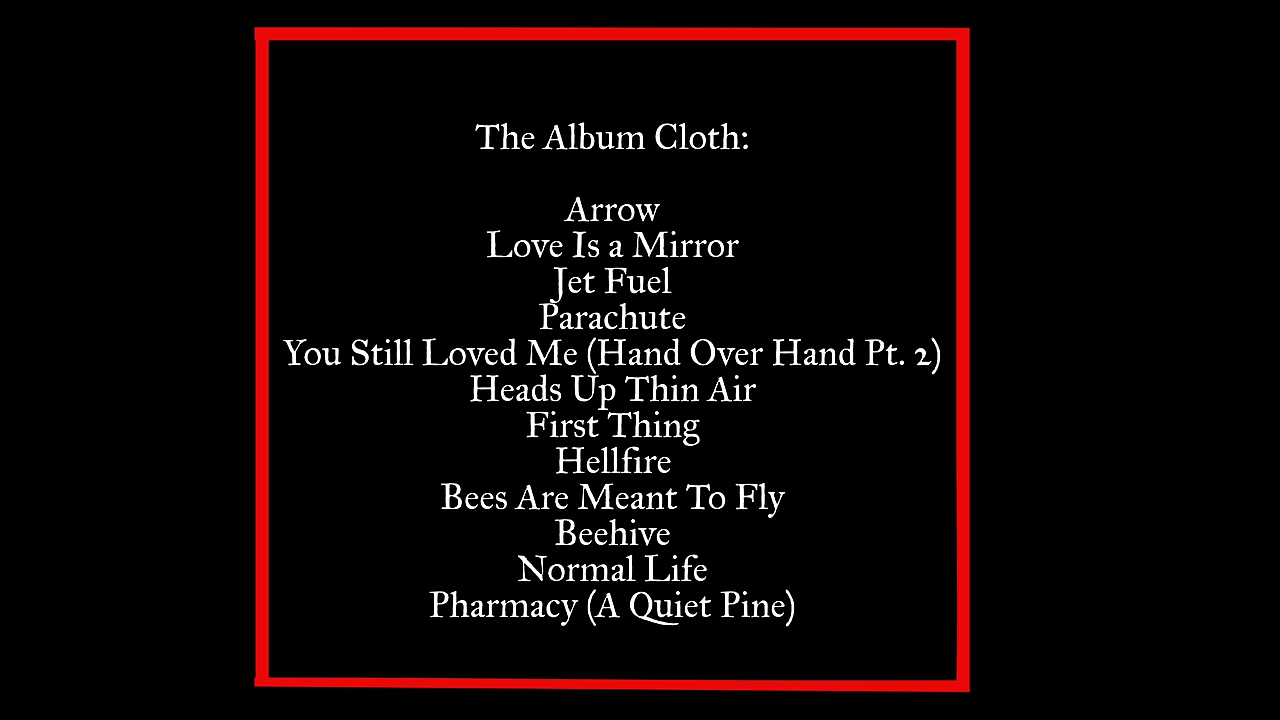 The Album Cloth:
Arrow
Love Is a Mirror
Jet Fuel
Parachute
You Still Loved Me (Hand Over Hand Pt. 2)
Heads Up Thin Air
First Thing
Hellfire
Bees Are Meant To Fly
Beehive
Normal Life
Pharmacy (A Quiet Pine)